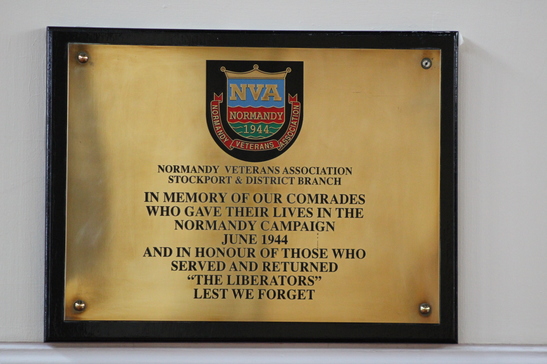 NVA
NORMANDY
1944
NORMANDY VETERANS ASSOCIATION
NORMANDY VETERANS ASSOCIATION
STOCKPORT & DISTRICT BRANCH
IN MEMORY OF OUR COMRADES
WHO GAVE THEIR LIVES IN THE
NORMANDY CAMPAIGN
JUNE 1944
AND IN HONOUR OF THOSE WHO
SERVED AND RETURNED
“THE LIBERATORS”
LEST WE FORGET